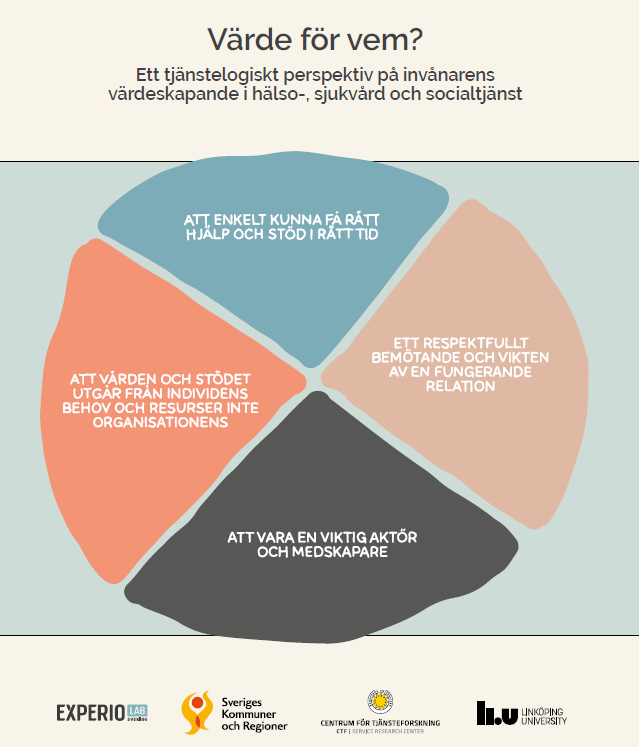 Värde för vem?
Ett tjänstelogiskt perspektiv på invånarens
värdeskapande i hälso-, sjukvård och socialtjänst
ATT ENKELT KUNNA FÅ RÄTT
HJÄLP OCH STÖD I RÄTT TID
ETT RESPEKTFULLT
BEMÖTANDE OCH VIKTEN
AV EN FUNGERANDE
RELATION
ATT VÅRDEN OCH STÖDET
UTGÅR FRÅN INDIVIDENS
BEHOV OCH RESURSER INTE
ORGANISATIONENS
ATT VARA EN VIKTIG AKTÖR
OCH MEDSKAPARE
EXPERIO LAB
SVERIGE
Sveriges
Kommuner
och Regioner
CENTRUM FÖR TJÄNSTEFORSKNING
CTF | SERVICE RESEARCH CENTER
LINKÖPING
UNIVERSITY